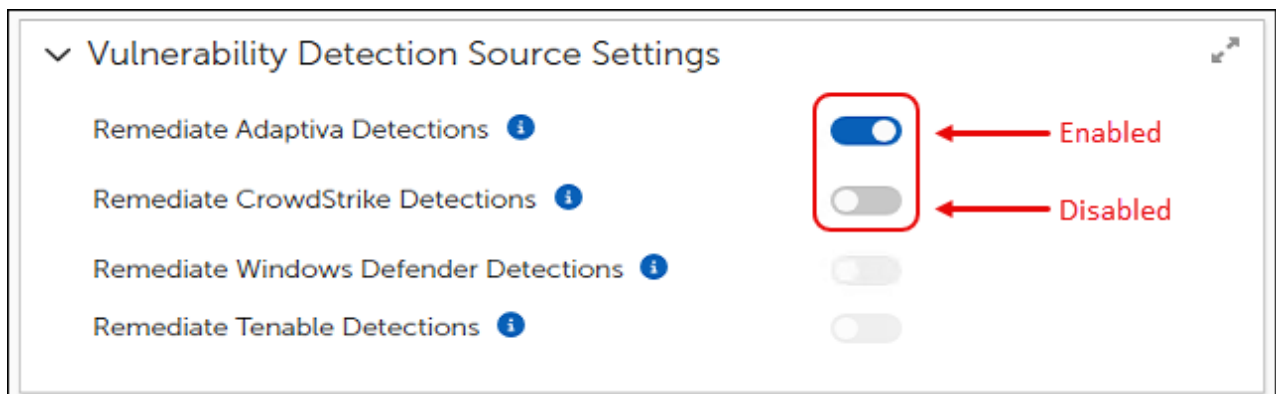 Vulnerability Detection Source Settings
Remediate Adaptiva Detections i
Enabled
Remediate CrowdStrike Detections i
Disabled
Remediate Windows Defender Detections i
Remediate Tenable Detections i